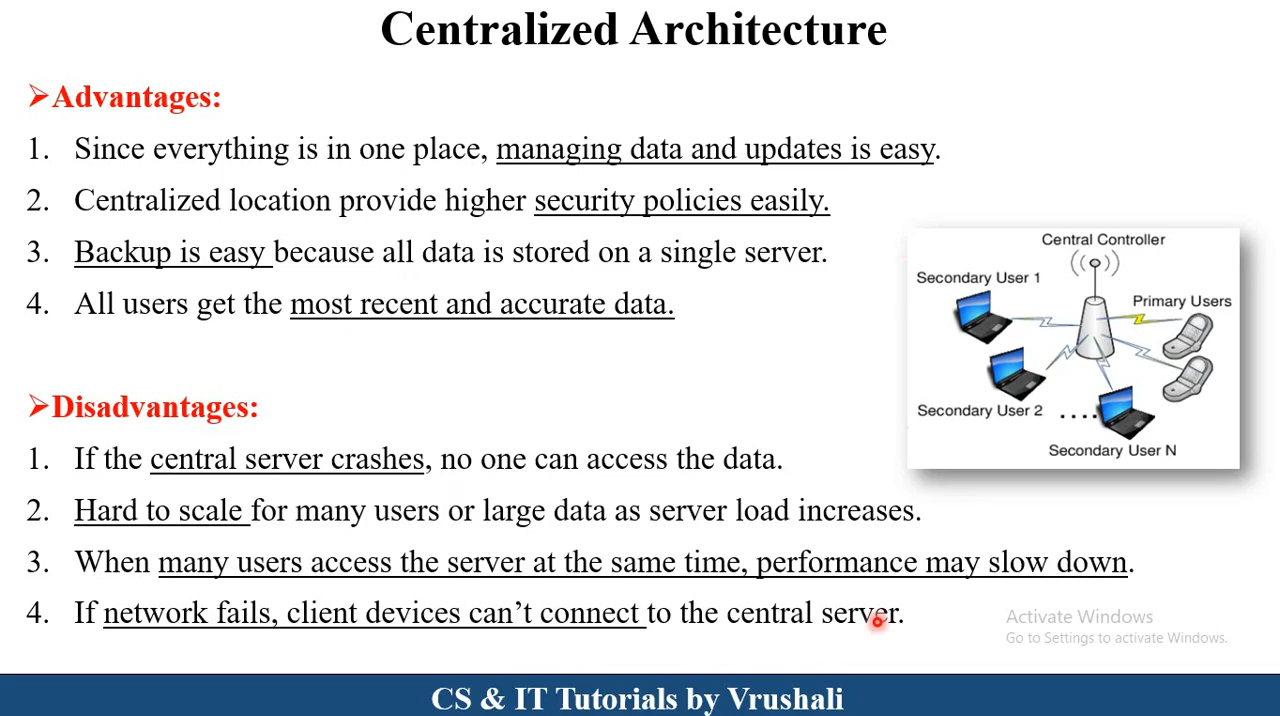 Centralized Architecture
➢Advantages:
1. Since everything is in one place, managing data and updates is easy.
2. Centralized location provide higher security policies easily.
3. Backup is easy because all data is stored on a single server.
4. All users get the most recent and accurate data.
Central Controller
Secondary User 1
Primary Users
Secondary User 2
....
Secondary User N
➢Disadvantages:
1. If the central server crashes, no one can access the data.
2. Hard to scale for many users or large data as server load increases.
3. When many users access the server at the same time, performance may slow down.
4. If network fails, client devices can’t connect to the central server.
Activate Windows
Go to Settings to activate Windows.
CS & IT Tutorials by Vrushali